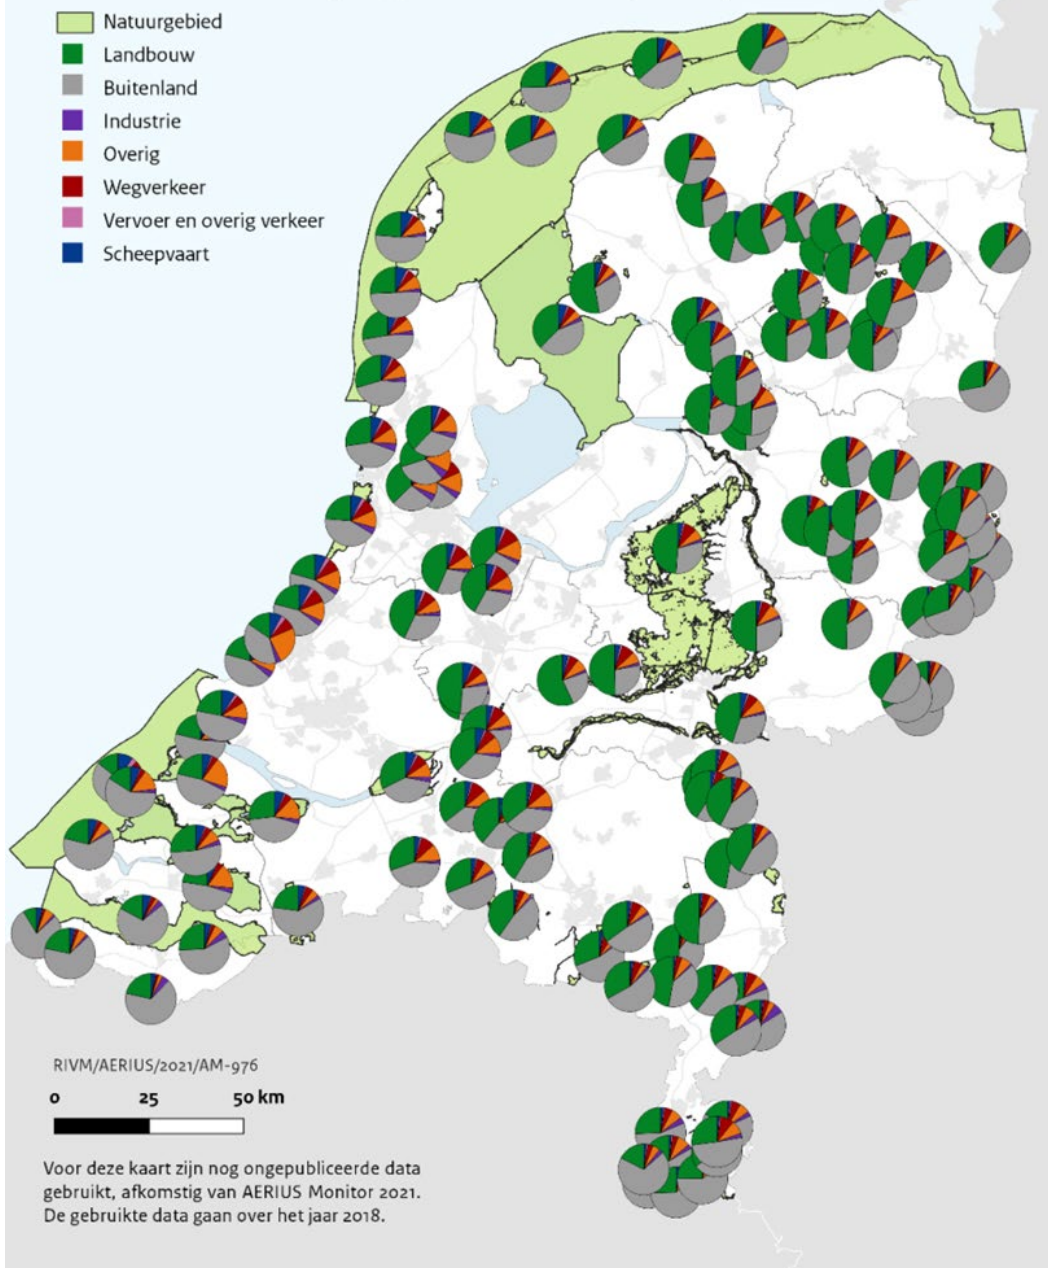 Natuurgebied
Landbouw
Buitenland
Industrie
Overig
Wegverkeer
Vervoer en overig verkeer
Scheepvaart
RIVM/AERIUS/2021/AM-976
0 25 50 km
Voor deze kaart zijn nog ongepubliceerde data
gebruikt, afkomstig van AERIUS Monitor 2021.
De gebruikte data gaan over het jaar 2018.